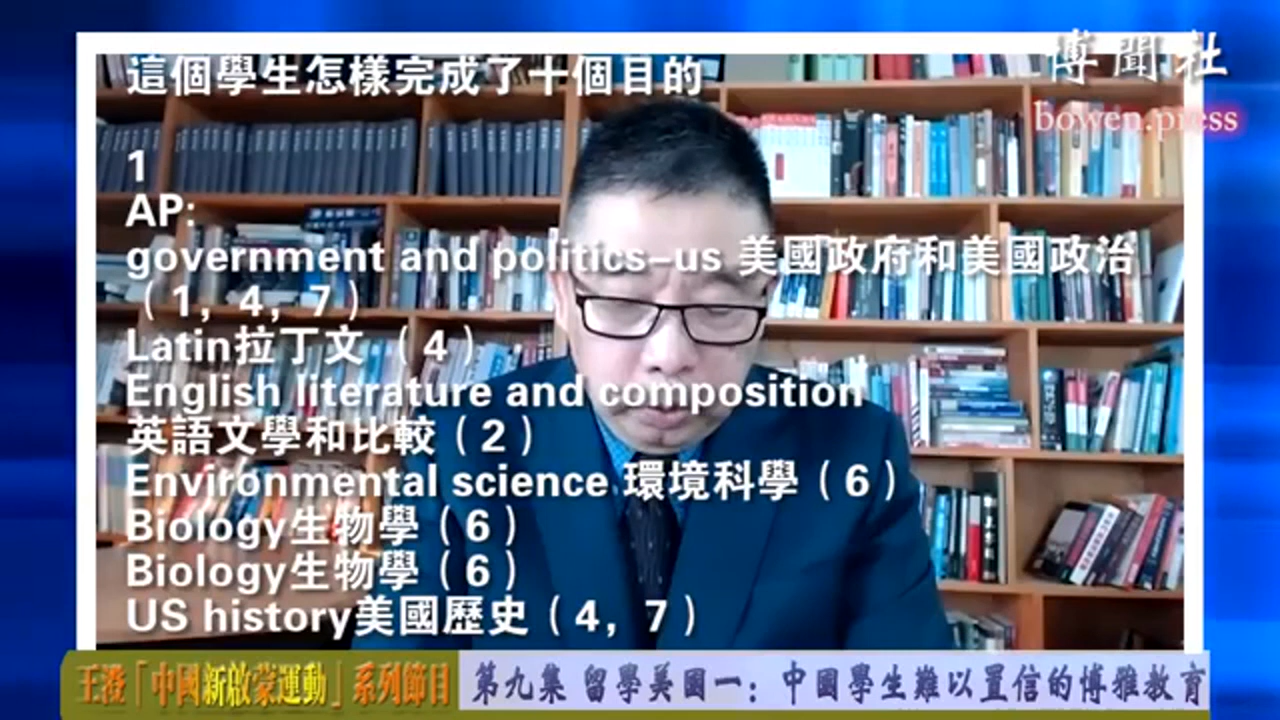 這個學生怎樣完成了十個目的
博聞社
bowen.press
1
AP:
government and politics-us 美國政府和美國政治
（1，4，7）
Latin拉丁文 （4）
English literature and composition
英語文學和比較（2）
Environmental science 環境科學（6）
Biology生物學（6）
Biology生物學（6）
US history美國歷史（4，7）
王澄「中國新啟蒙運動」系列節目
第九集 留學美國一：中國學生難以置信的博雅教育